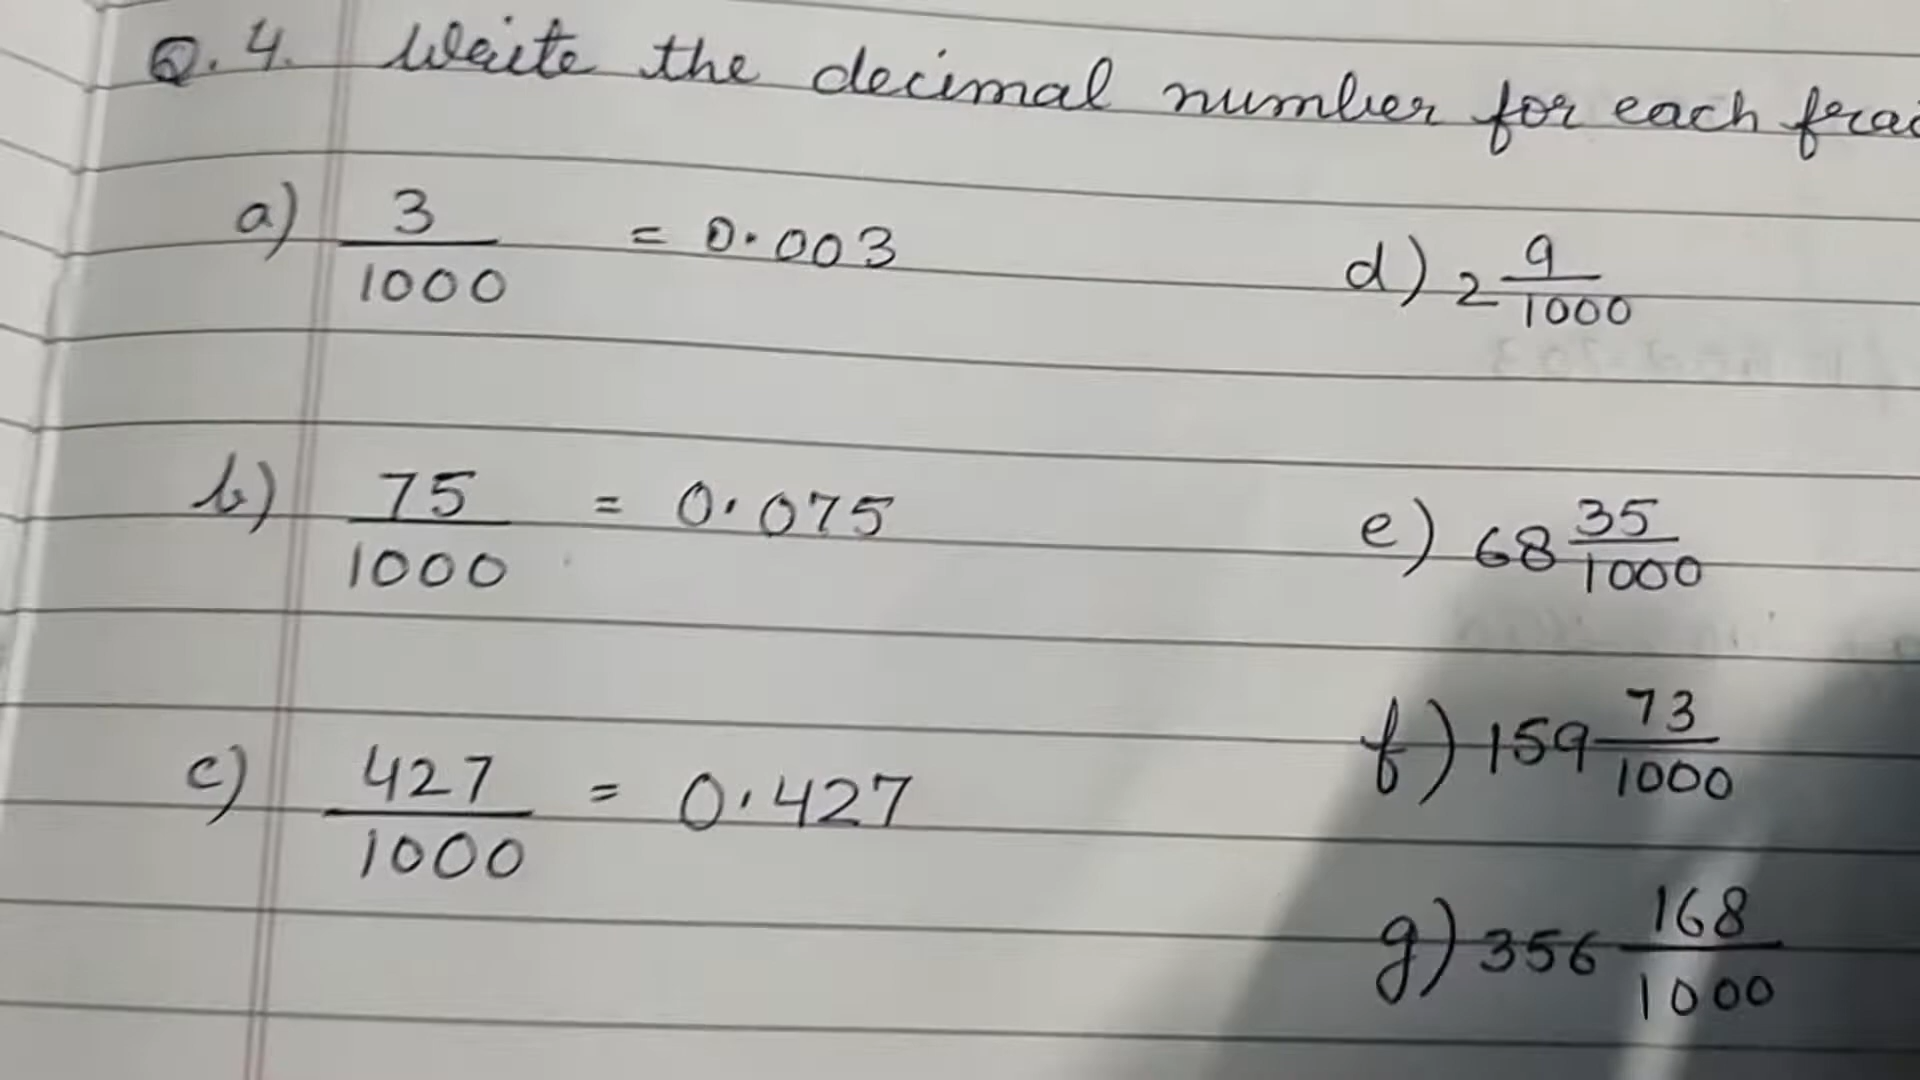 Q.4. Write the decimal number for each frac
a) 3/1000 = 0.003
b) 75/1000 = 0.075
c) 427/1000 = 0.427
d) 2 9/1000
e) 68 35/1000
f) 159 73/1000
g) 356 168/1000